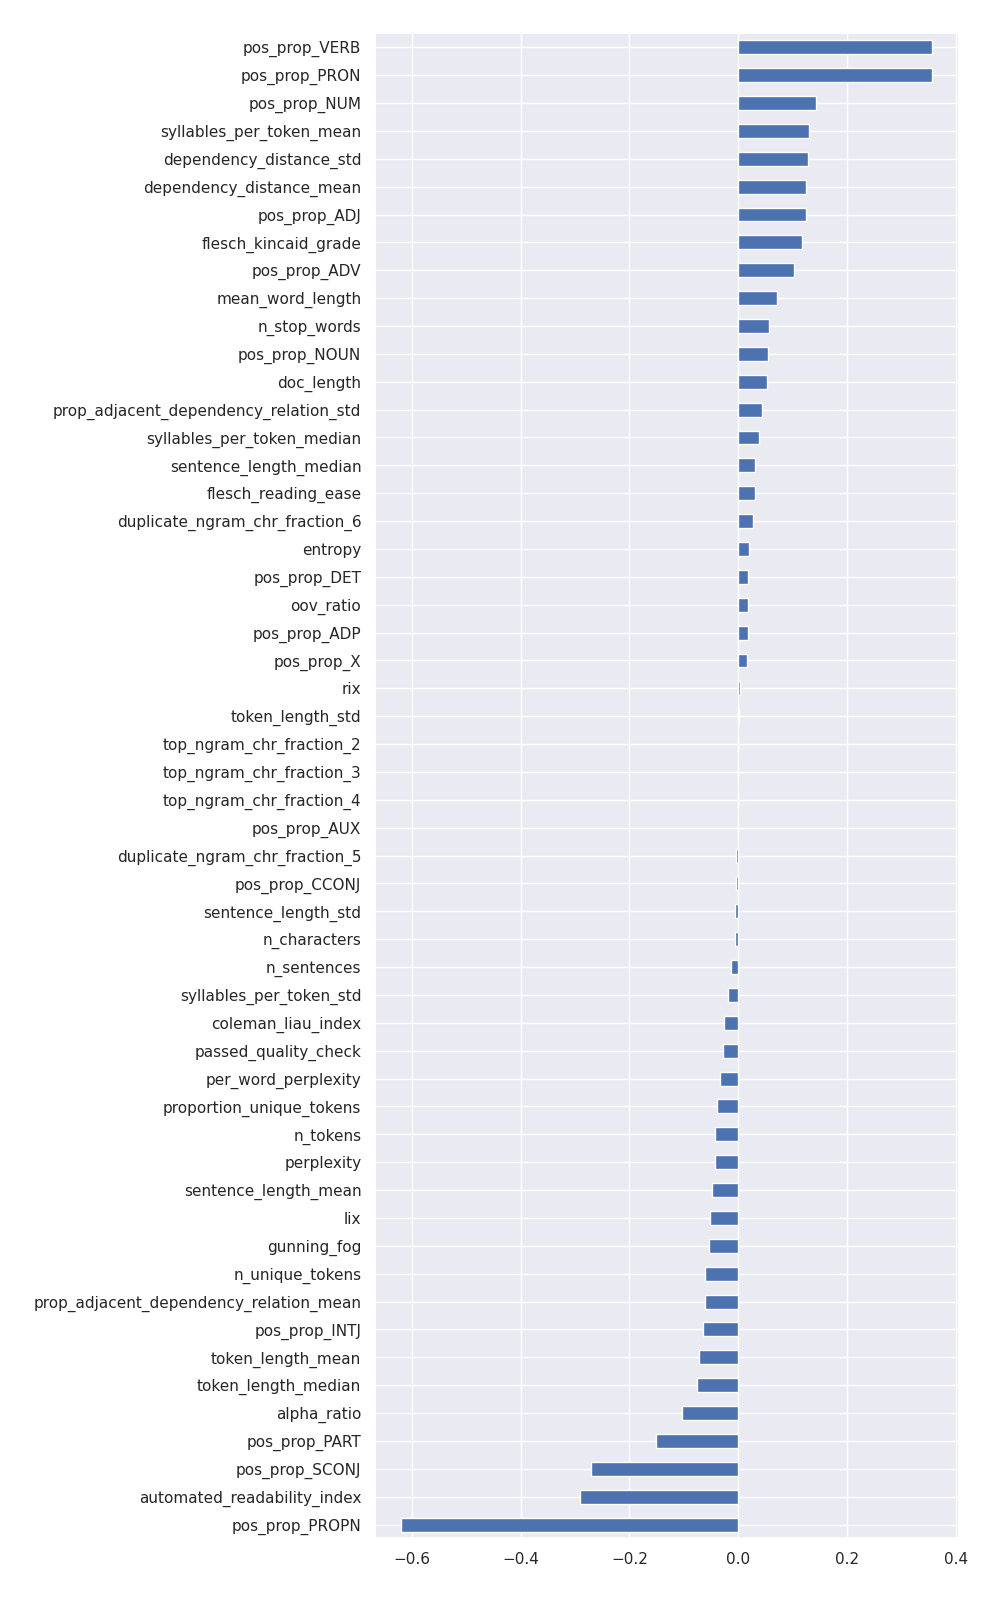 pos_prop_VERB
pos_prop_PRON
pos_prop_NUM
syllables_per_token_mean
dependency_distance_std
dependency_distance_mean
pos_prop_ADJ
flesch_kincaid_grade
pos_prop_ADV
mean_word_length
n_stop_words
pos_prop_NOUN
doc_length
prop_adjacent_dependency_relation_std
syllables_per_token_median
sentence_length_median
flesch_reading_ease
duplicate_ngram_chr_fraction_6
entropy
pos_prop_DET
oov_ratio
pos_prop_ADP
pos_prop_X
rix
token_length_std
top_ngram_chr_fraction_2
top_ngram_chr_fraction_3
top_ngram_chr_fraction_4
pos_prop_AUX
duplicate_ngram_chr_fraction_5
pos_prop_CCONJ
sentence_length_std
n_characters
n_sentences
syllables_per_token_std
coleman_liau_index
passed_quality_check
per_word_perplexity
proportion_unique_tokens
n_tokens
perplexity
sentence_length_mean
lix
gunning_fog
n_unique_tokens
prop_adjacent_dependency_relation_mean
pos_prop_INTJ
token_length_mean
token_length_median
alpha_ratio
pos_prop_PART
pos_prop_SCONJ
automated_readability_index
pos_prop_PROPN
−0.6 −0.4 −0.2 0.0 0.2 0.4